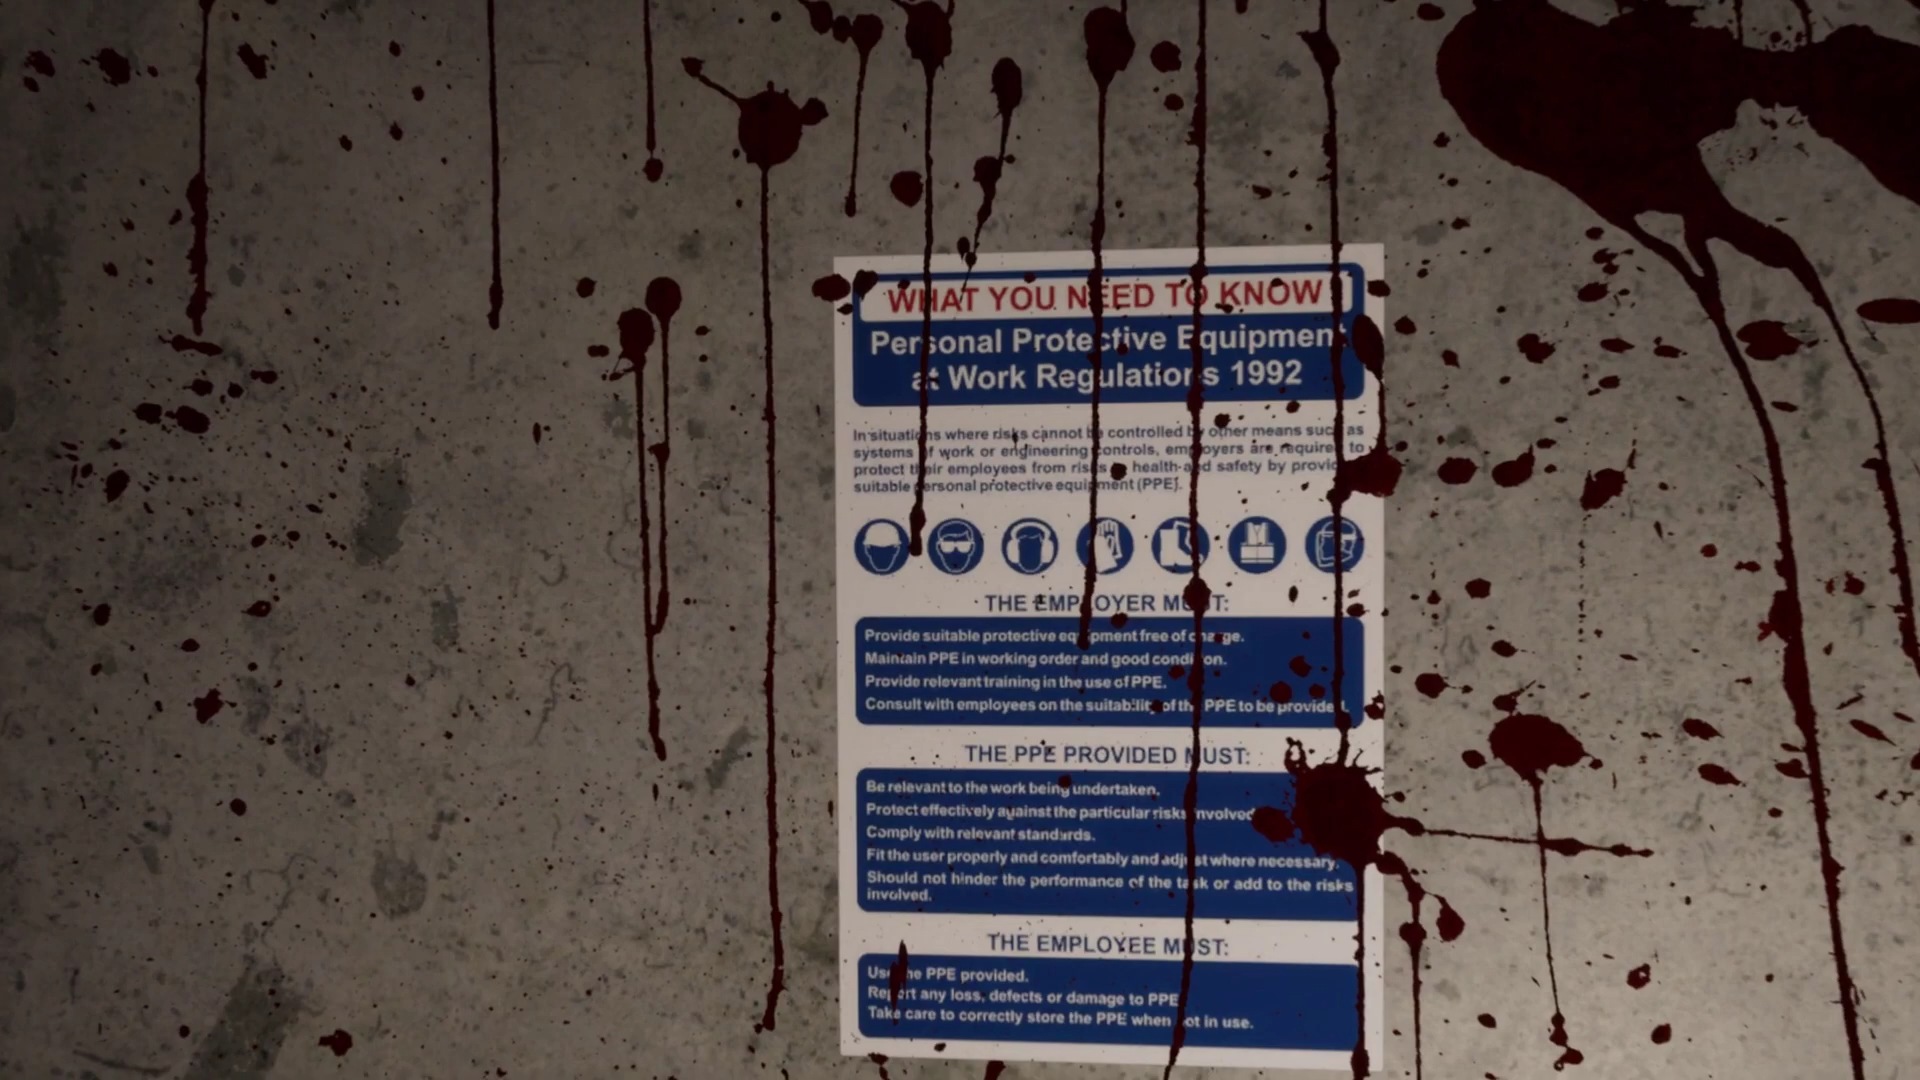 WHAT YOU NEED TO KNOW
Personal Protective Equipment
at Work Regulations 1992
In situations where risks cannot be controlled by other means such as
systems of work or engineering controls, employers are required to
protect their employees from risks to health and safety by providing
suitable personal protective equipment (PPE).
THE EMPLOYER MUST:
Provide suitable protective equipment free of charge.
Maintain PPE in working order and good condition.
Provide relevant training in the use of PPE.
Consult with employees on the suitability of the PPE to be provided.
THE PPE PROVIDED MUST:
Be relevant to the work being undertaken.
Protect effectively against the particular risks involved
Comply with relevant standards.
Fit the user properly and comfortably and adjust where necessary.
Should not hinder the performance of the task or add to the risks
involved.
THE EMPLOYEE MUST:
Use the PPE provided.
Report any loss, defects or damage to PPE
Take care to correctly store the PPE when not in use.